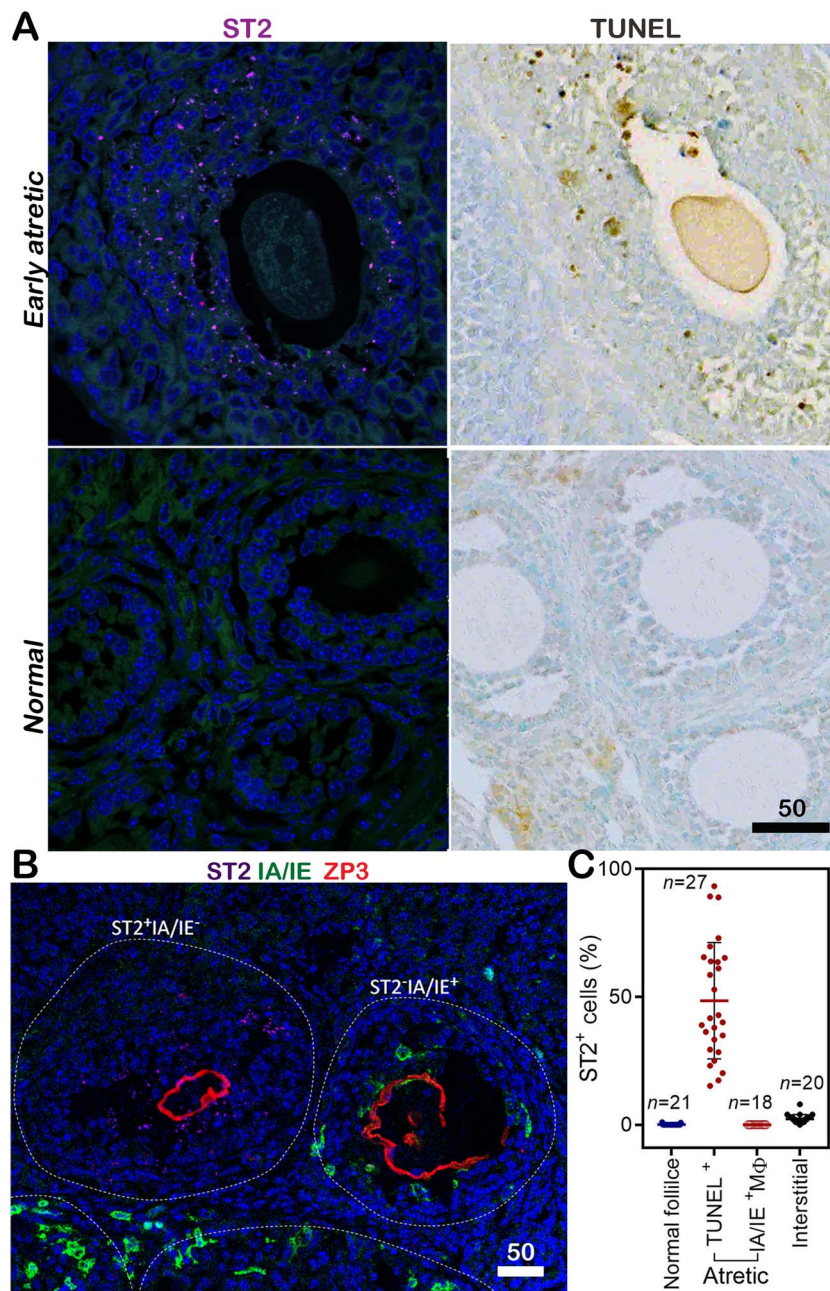 A
ST2
TUNEL
Early atretic
Normal
50
B
ST2 IA/IE ZP3
ST2⁺IA/IE⁻
ST2⁻IA/IE⁺
50
C
100
50
0
ST2⁺ cells (%)
n=27
n=21
n=18
n=20
Normal follilce
TUNEL⁺
IA/IE⁺MΦ
Interstitial
Atretic